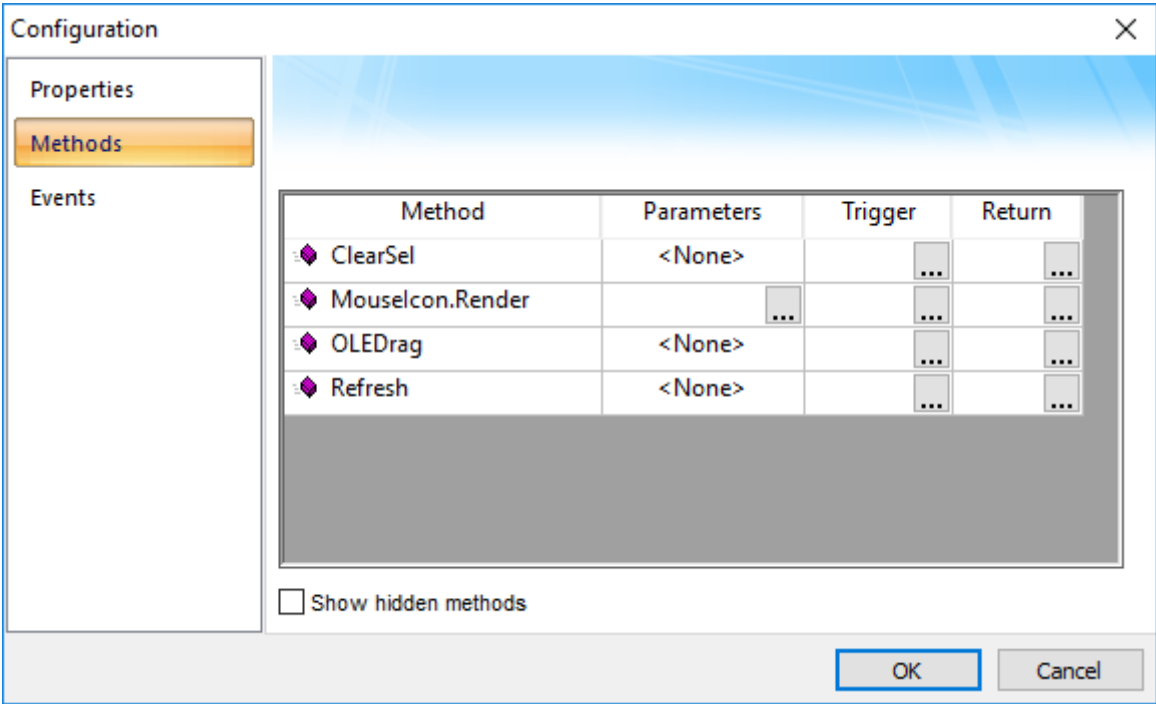 Configuration
Properties
Methods
Events
Method Parameters Trigger Return
ClearSel <None> ... ...
MouseIcon.Render ... ... ...
OLEDrag <None> ... ...
Refresh <None> ... ...
Show hidden methods
OK Cancel